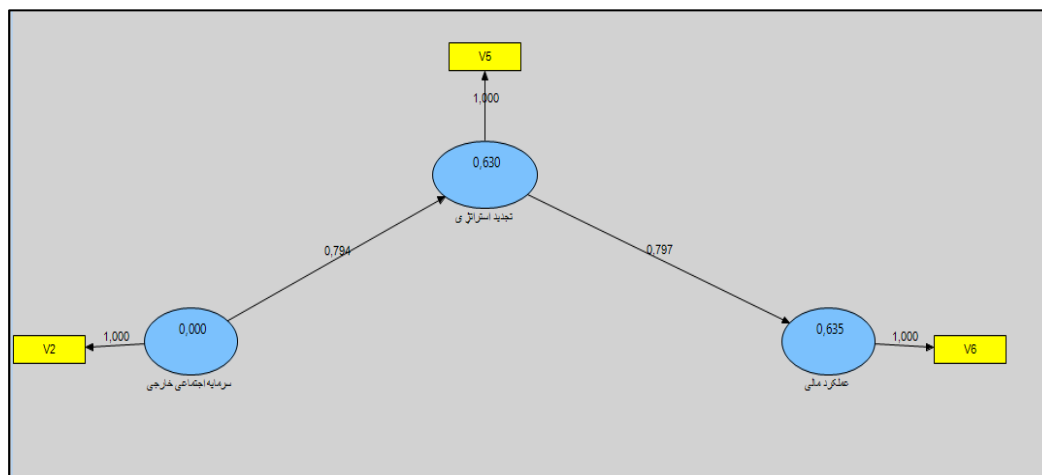 V5
1,000
0,630
تجدید استراتژی
0,794
0,797
0,000
1,000
V2
سرمایه اجتماعی خارجی
0,635
1,000
V6
عملکرد مالی